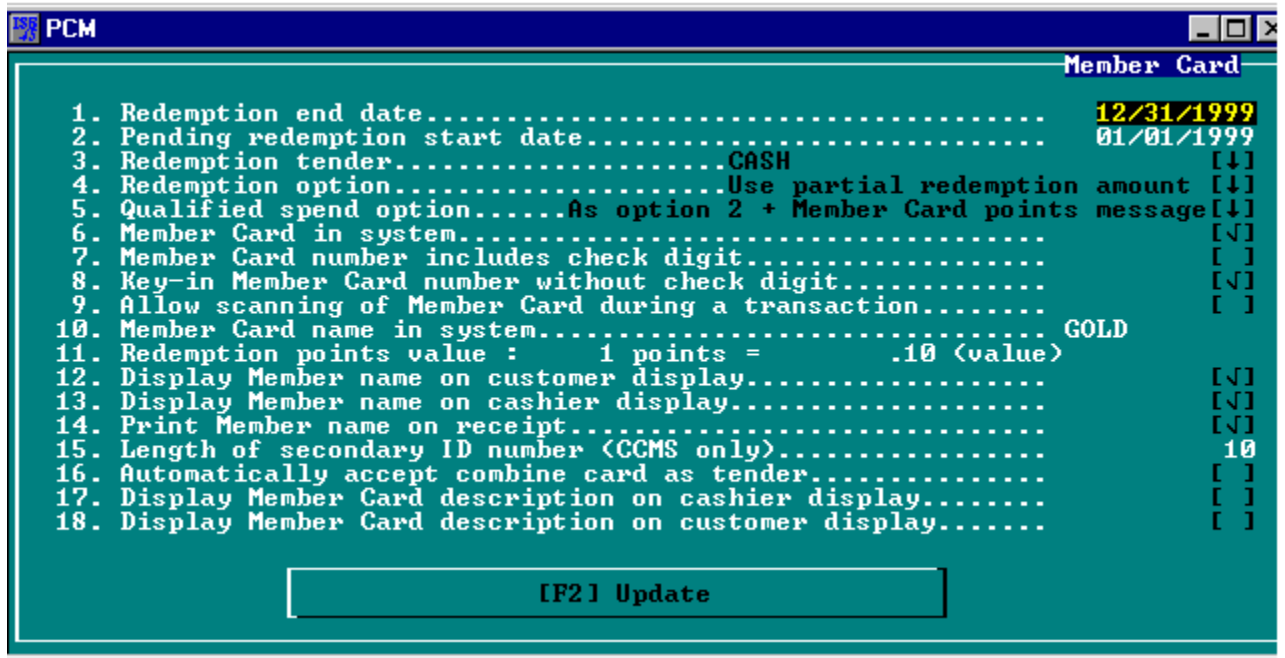 PCM
Member Card
1. Redemption end date....................................... 12/31/1999
2. Pending redemption start date............................. 01/01/1999
3. Redemption tender.....................CASH [↓]
4. Redemption option.....................Use partial redemption amount [↓]
5. Qualified spend option......As option 2 + Member Card points message[↓]
6. Member Card in system..................................... [√]
7. Member Card number includes check digit................... [ ]
8. Key-in Member Card number without check digit............. [√]
9. Allow scanning of Member Card during a transaction........ [ ]
10. Member Card name in system................................ GOLD
11. Redemption points value : 1 points = .10 (value)
12. Display Member name on customer display................... [√]
13. Display Member name on cashier display.................... [√]
14. Print Member name on receipt.............................. [√]
15. Length of secondary ID number (CCMS only)................. 10
16. Automatically accept combine card as tender............... [ ]
17. Display Member Card description on cashier display........ [ ]
18. Display Member Card description on customer display....... [ ]
[F2] Update